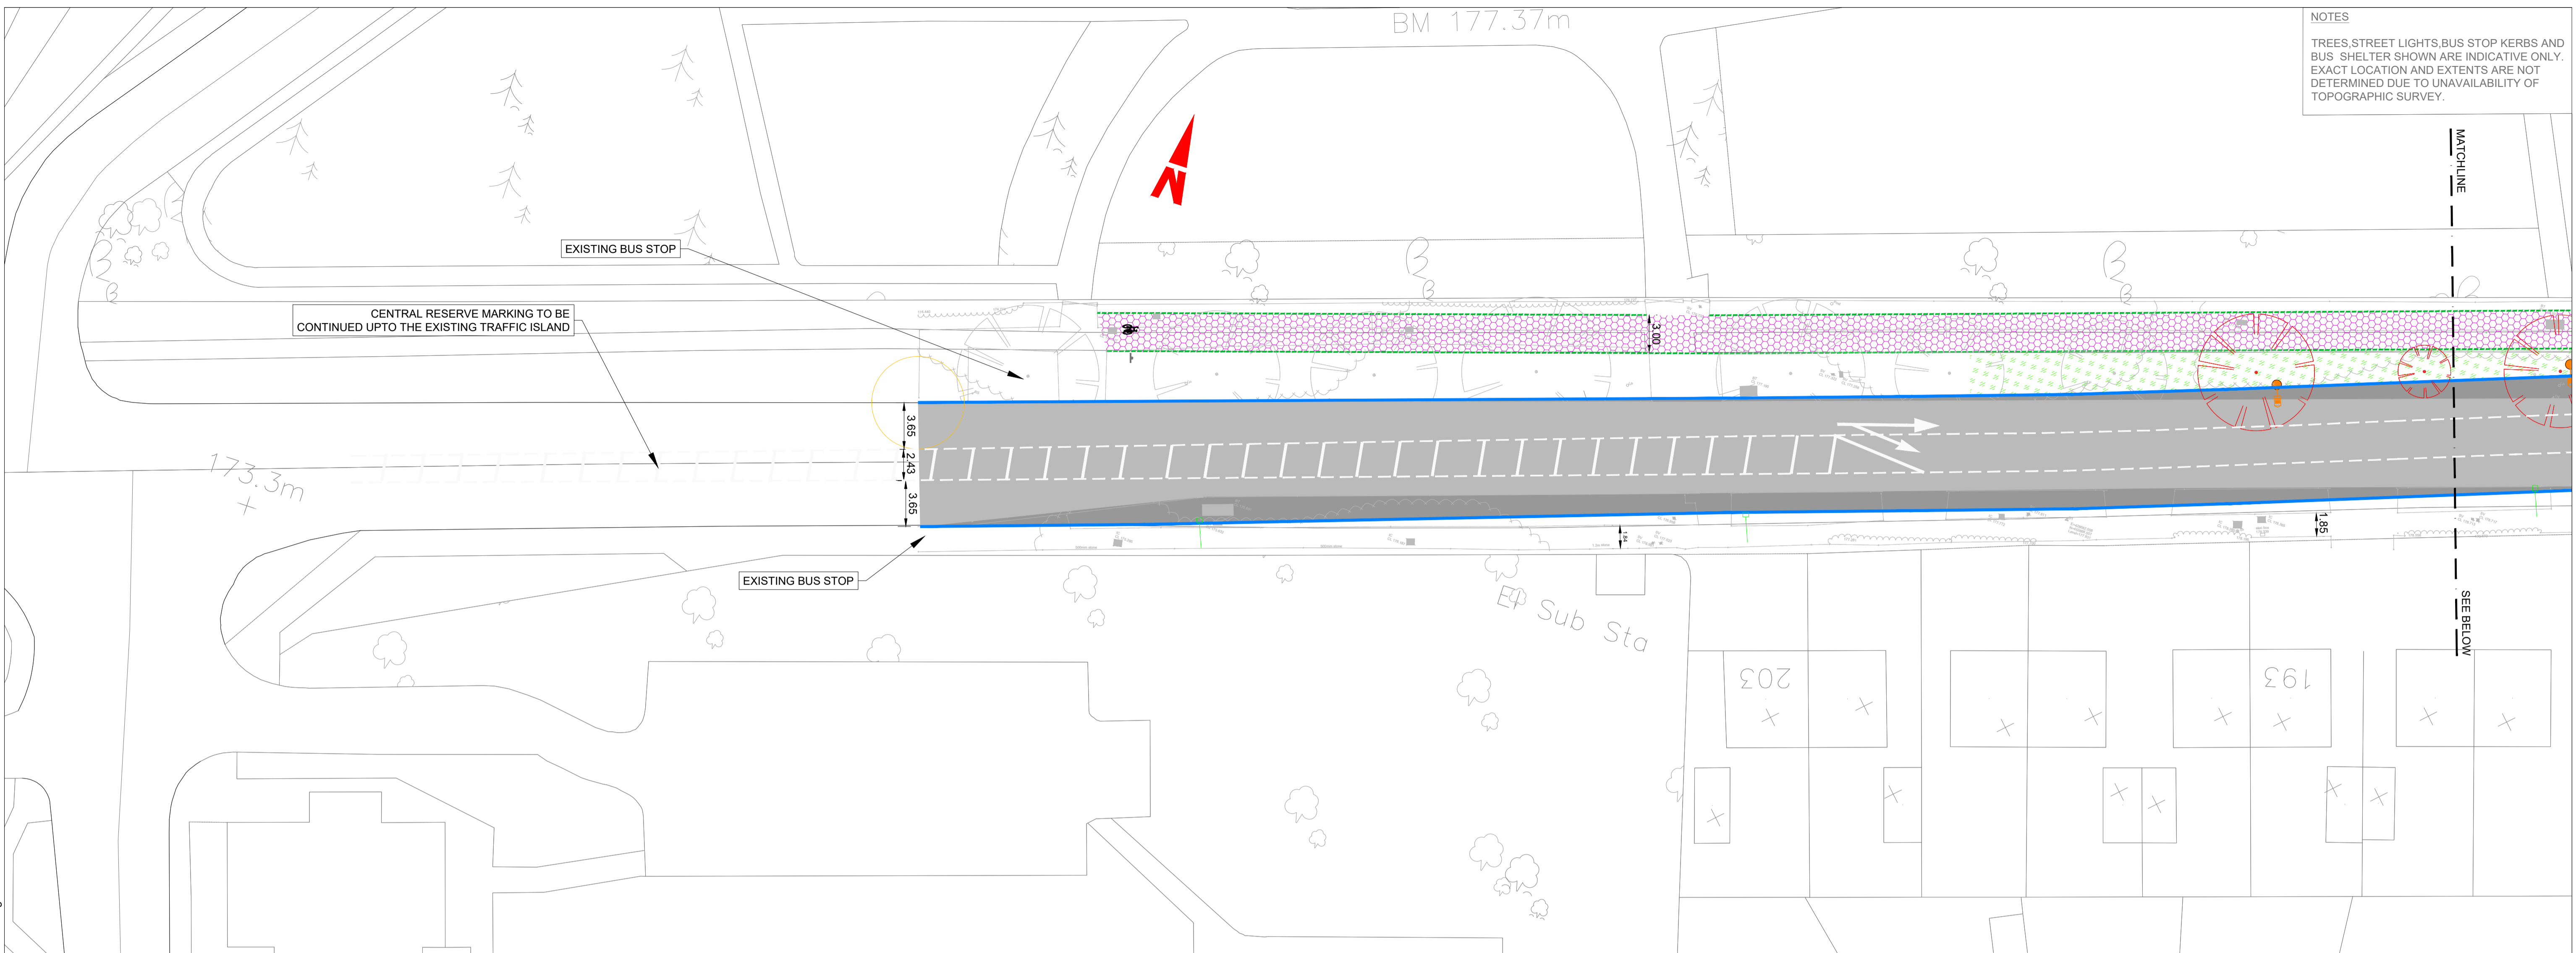 BM 177.37m
NOTES
TREES,STREET LIGHTS,BUS STOP KERBS AND
BUS SHELTER SHOWN ARE INDICATIVE ONLY.
EXACT LOCATION AND EXTENTS ARE NOT
DETERMINED DUE TO UNAVAILABILITY OF
TOPOGRAPHIC SURVEY.
MATCHLINE
N
EXISTING BUS STOP
CENTRAL RESERVE MARKING TO BE
CONTINUED UPTO THE EXISTING TRAFFIC ISLAND
3.00
3.65
2.43
3.65
173.3m
1.84
1.85
EXISTING BUS STOP
SEE BELOW
El Sub Sta
203
193